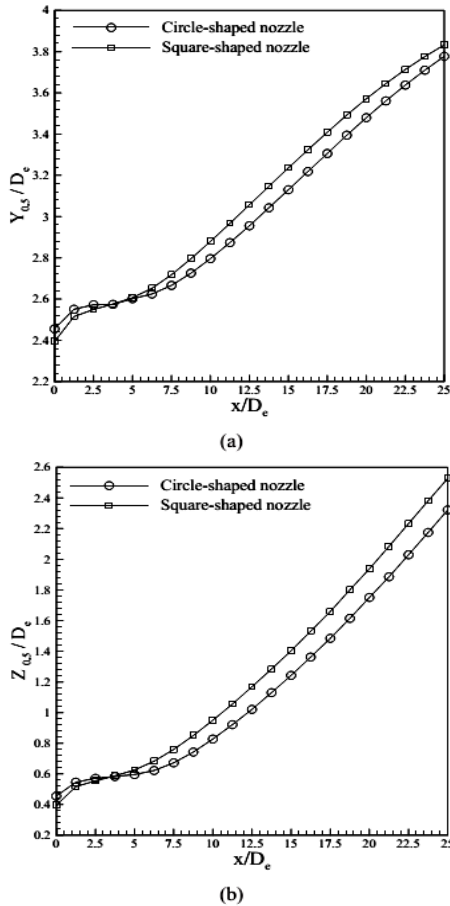 4
3.8
3.6
3.4
3.2
3
2.8
2.6
2.4
2.2
Y0,5 / De
Circle-shaped nozzle
Square-shaped nozzle
0 2.5 5 7.5 10 12.5 15 17.5 20 22.5 25
x/De
(a)
2.6
2.4
2.2
2
1.8
1.6
1.4
1.2
1
0.8
0.6
0.4
0.2
Z0,5 / De
Circle-shaped nozzle
Square-shaped nozzle
0 2.5 5 7.5 10 12.5 15 17.5 20 22.5 25
x/De
(b)